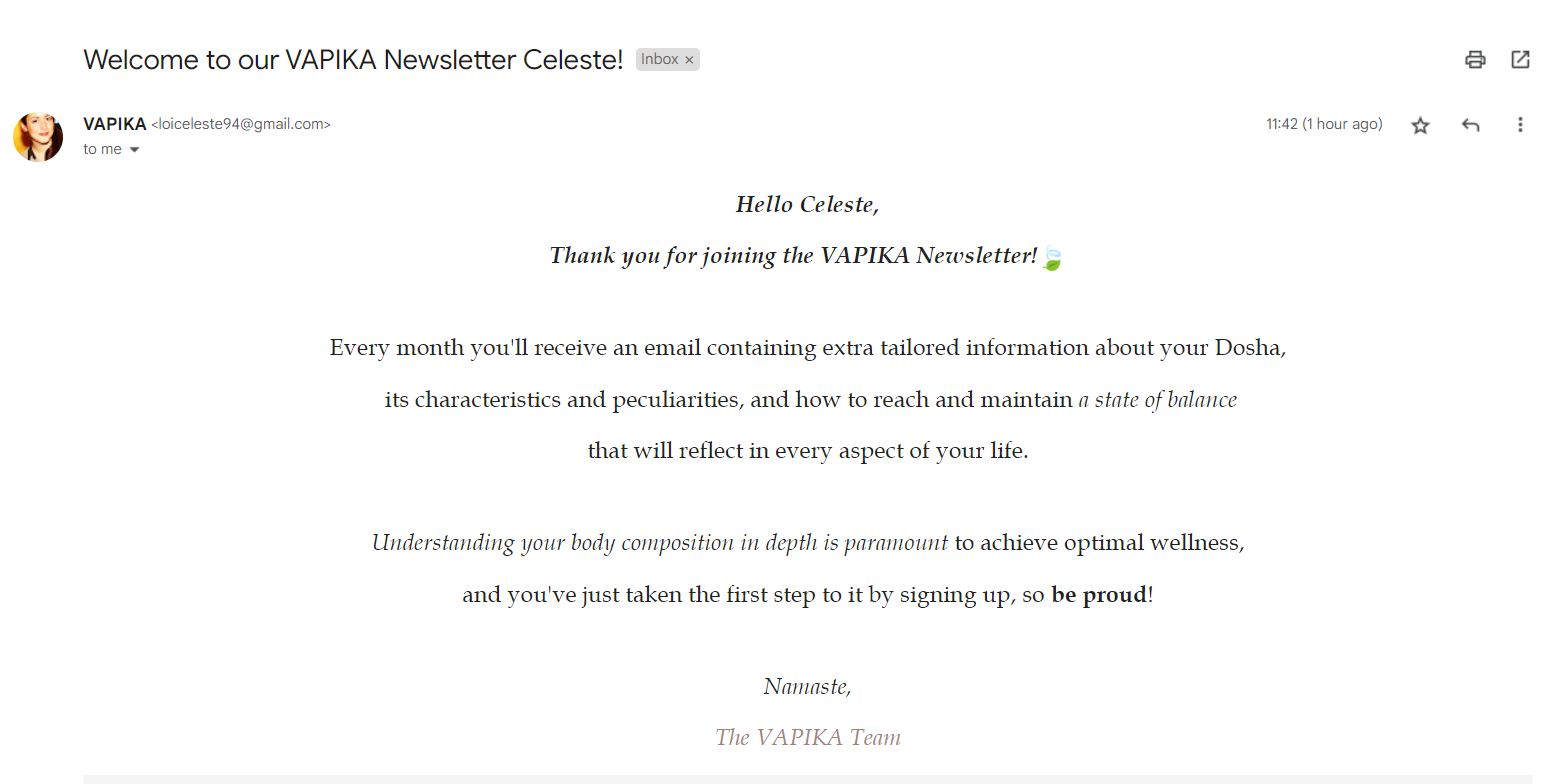 Welcome to our VAPIKA Newsletter Celeste! Inbox ×
VAPIKA <loiceleste94@gmail.com> 11:42 (1 hour ago)
to me
Hello Celeste,
Thank you for joining the VAPIKA Newsletter!🍃
Every month you'll receive an email containing extra tailored information about your Dosha,
its characteristics and peculiarities, and how to reach and maintain a state of balance
that will reflect in every aspect of your life.
Understanding your body composition in depth is paramount to achieve optimal wellness,
and you've just taken the first step to it by signing up, so be proud!
Namaste,
The VAPIKA Team